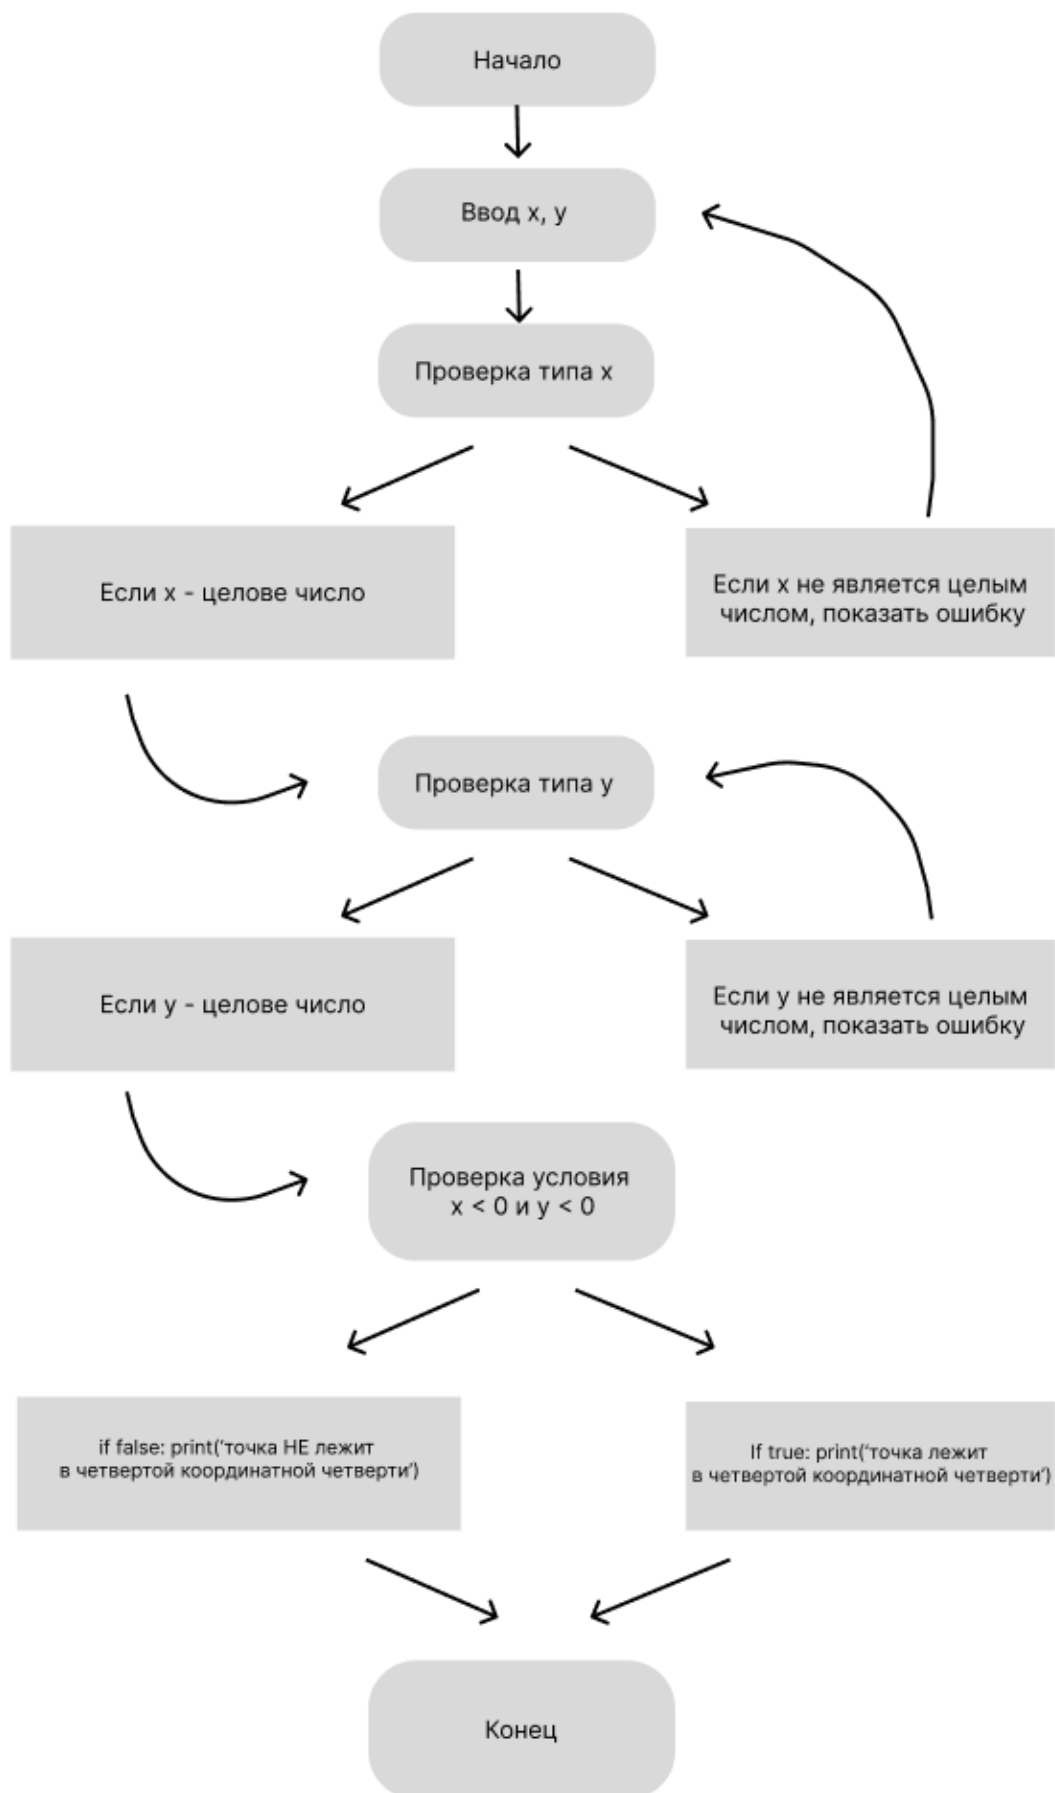 Начало
Ввод x, y
Проверка типа x
Если x - целове число
Если x не является целым
числом, показать ошибку
Проверка типа y
Если y - целове число
Если y не является целым
числом, показать ошибку
Проверка условия
x < 0 и y < 0
if false: print('точка НЕ лежит
в четвертой координатной четверти')
If true: print('точка лежит
в четвертой координатной четверти')
Конец